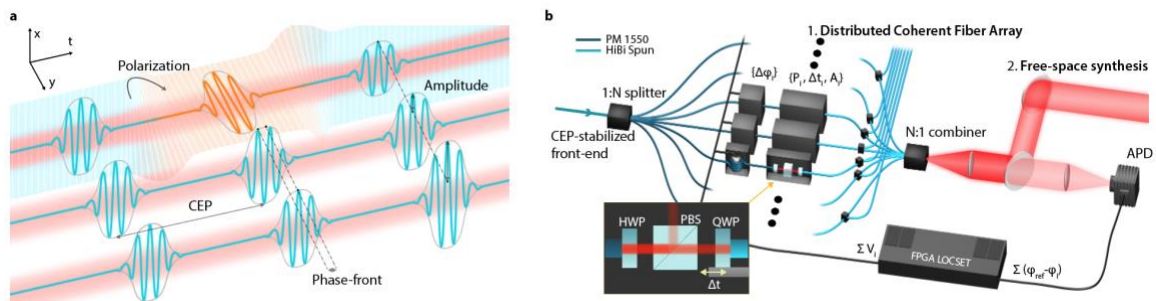 a
x
t
y
Polarization
Amplitude
CEP
Phase-front
b
PM 1550
HiBi Spun
1. Distributed Coherent Fiber Array
{Δφᵢ}
{Pᵢ, Δtᵢ, Aᵢ}
2. Free-space synthesis
1:N splitter
CEP-stabilized
front-end
N:1 combiner
APD
HWP
PBS
QWP
Δt
Σ Vᵢ
FPGA LOCSET
Σ (φref-φᵢ)